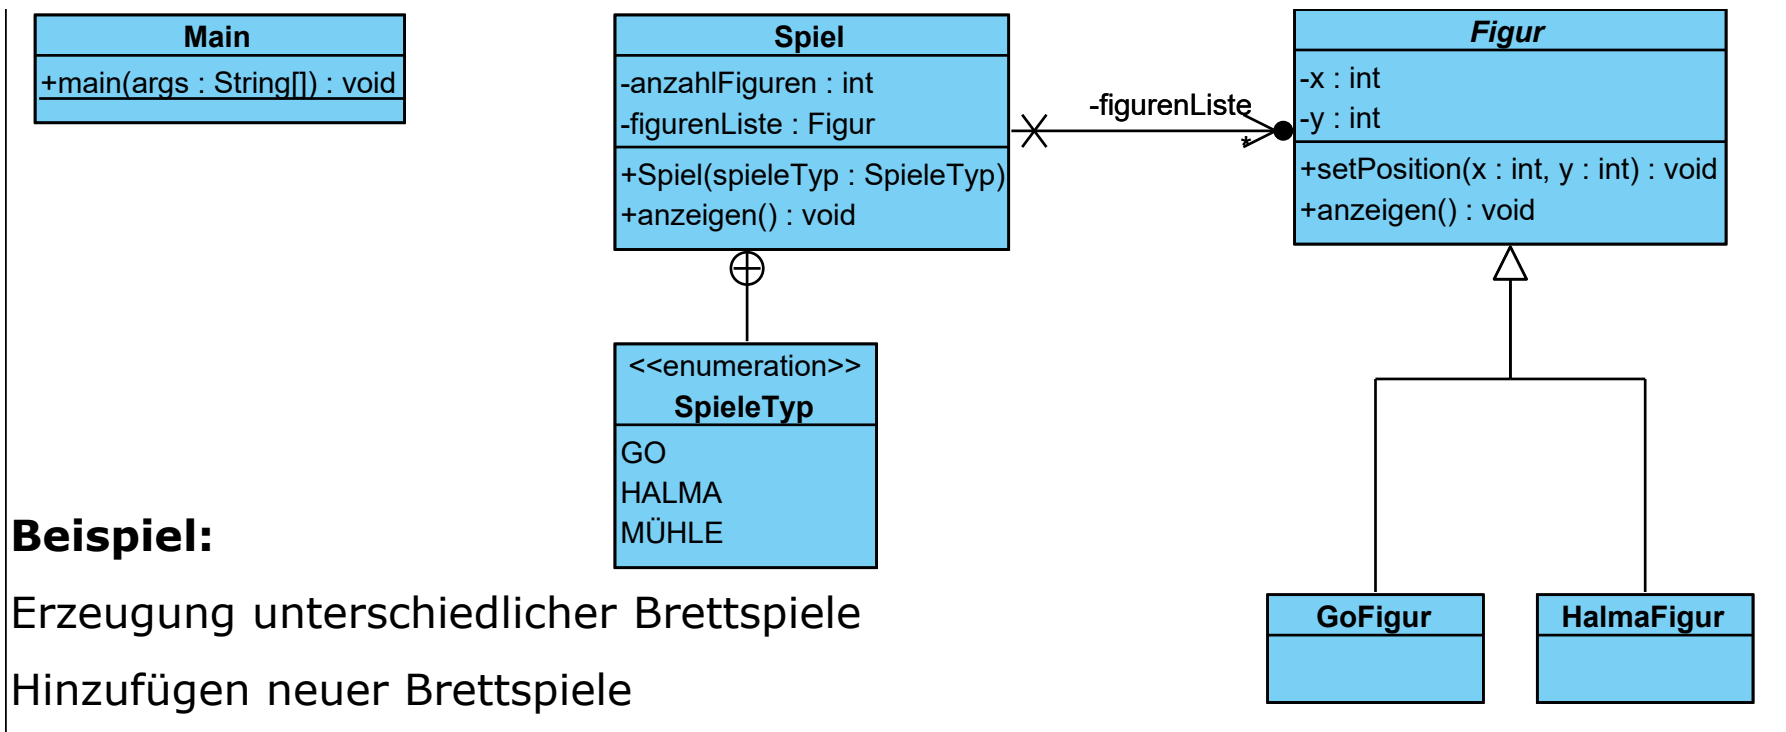 Main
+main(args : String[]) : void
Spiel
-anzahlFiguren : int
-figurenListe : Figur
+Spiel(spieleTyp : SpieleTyp)
+anzeigen() : void
-figurenListe
*
Figur
-x : int
-y : int
+setPosition(x : int, y : int) : void
+anzeigen() : void
<<enumeration>>
SpieleTyp
GO
HALMA
MÜHLE
GoFigur
HalmaFigur
Beispiel:
Erzeugung unterschiedlicher Brettspiele
Hinzufügen neuer Brettspiele